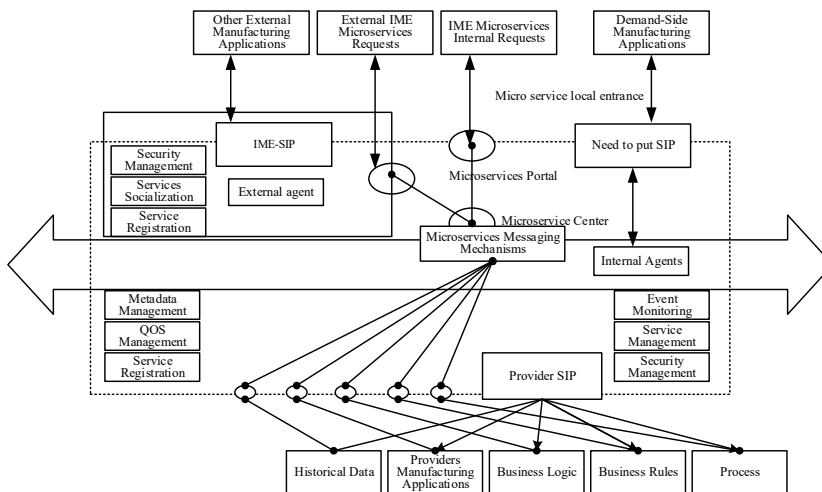 Other External
Manufacturing
Applications
External IME
Microservices
Requests
IME Microservices
Internal Requests
Demand-Side
Manufacturing
Applications
Micro service local entrance
IME-SIP
Need to put SIP
Security
Management
Services
Socialization
Service
Registration
External agent
Microservices Portal
Microservice Center
Microservices Messaging
Mechanisms
Internal Agents
Metadata
Management
QOS
Management
Service
Registration
Event
Monitoring
Service
Management
Security
Management
Provider SIP
Historical Data
Providers
Manufacturing
Applications
Business Logic
Business Rules
Process